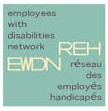 employees
with
disabilities
network
REH
EWDN
réseau
des
employés
handicapés